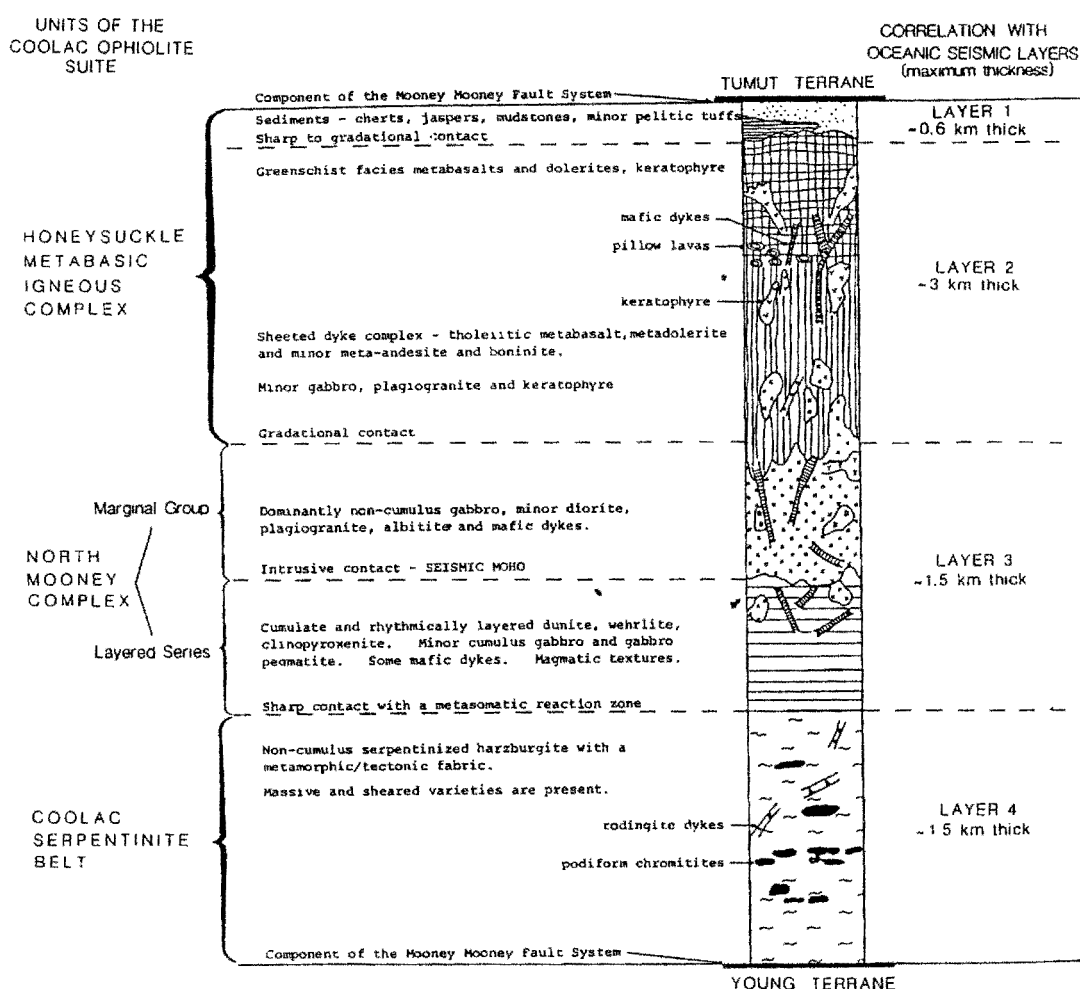 UNITS OF THE
COOLAC OPHIOLITE
SUITE
CORRELATION WITH
OCEANIC SEISMIC LAYERS
(maximum thickness)
TUMUT TERRANE
Component of the Mooney Mooney Fault System
Sediments - cherts, jaspers, mudstones, minor pelitic tuffs
Sharp to gradational contact
LAYER 1
~0.6 km thick
Greenschist facies metabasalts and dolerites, keratophyre
mafic dykes
pillow lavas
keratophyre
HONEYSUCKLE
METABASIC
IGNEOUS
COMPLEX
LAYER 2
~3 km thick
Sheeted dyke complex - tholeiitic metabasalt, metadolerite
and minor meta-andesite and boninite.
Minor gabbro, plagiogranite and keratophyre
Gradational contact
Marginal Group
Dominantly non-cumulus gabbro, minor diorite,
plagiogranite, albitite and mafic dykes.
NORTH
MOONEY
COMPLEX
Intrusive contact - SEISMIC MOHO
LAYER 3
~1.5 km thick
Layered Series
Cumulate and rhythmically layered dunite, wehrlite,
clinopyroxenite. Minor cumulus gabbro and gabbro
pegmatite. Some mafic dykes. Magmatic textures.
Sharp contact with a metasomatic reaction zone
Non-cumulus serpentinized harzburgite with a
metamorphic/tectonic fabric.
Massive and sheared varieties are present.
COOLAC
SERPENTINITE
BELT
rodingite dykes
podiform chromitites
LAYER 4
~1.5 km thick
Component of the Mooney Mooney Fault System
YOUNG TERRANE